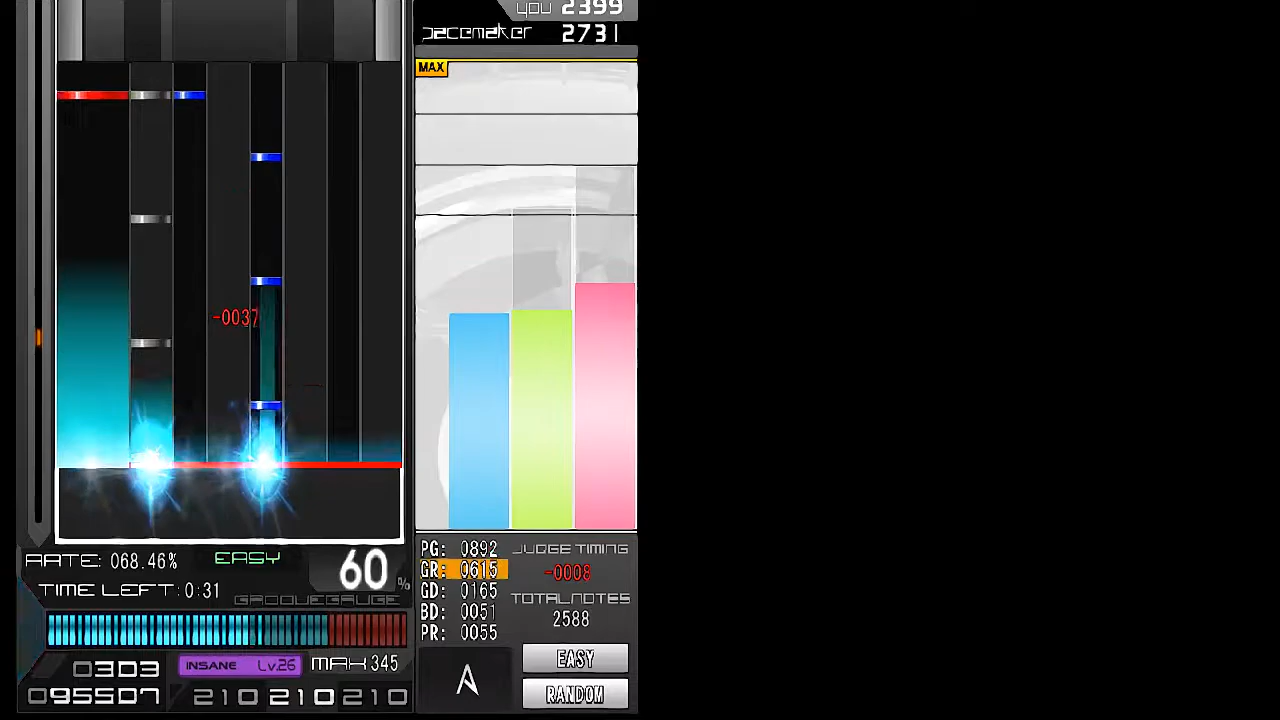 you 2399
pacemaker 2731
MAX
-0037
RATE: 068.46% EASY 60 %
TIME LEFT: 0:31
GROOVEGAUGE
0303 INSANE Lv.26 MAX 345
095507 210 210 210
PG: 0892
GR: 0615
GD: 0165
BD: 0051
PR: 0055
JUDGE TIMING
-0008
TOTALNOTES
2588
A
EASY
RANDOM